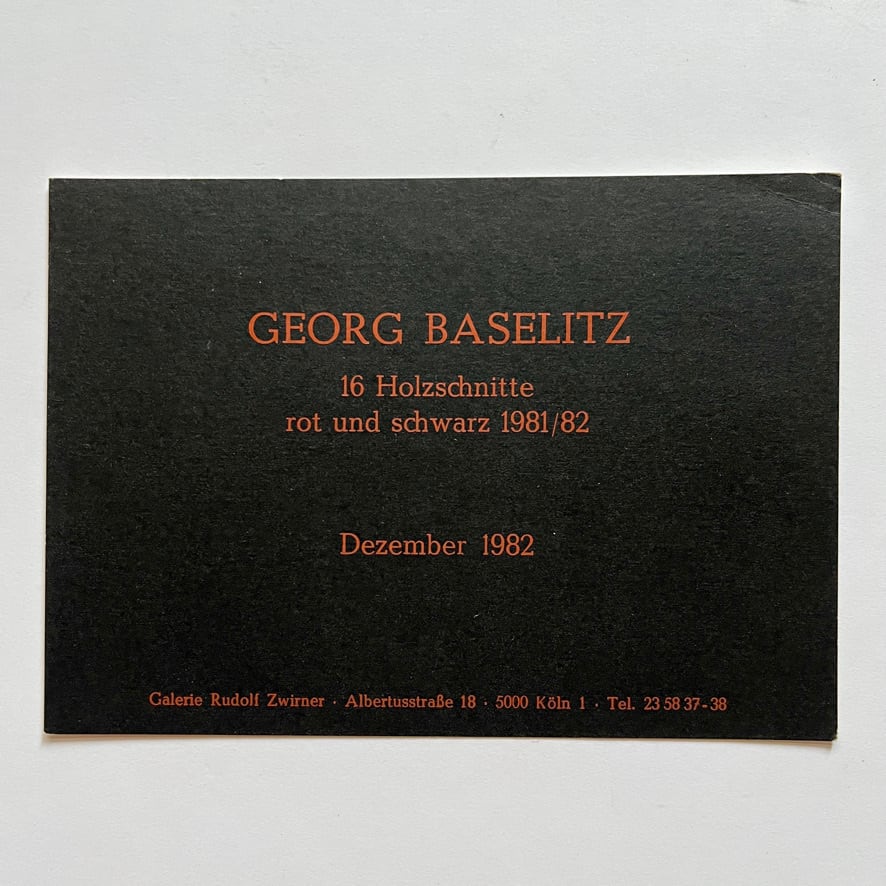 GEORG BASELITZ
16 Holzschnitte
rot und schwarz 1981/82
Dezember 1982
Galerie Rudolf Zwirner · Albertusstraße 18 · 5000 Köln 1 · Tel. 23 58 37-38